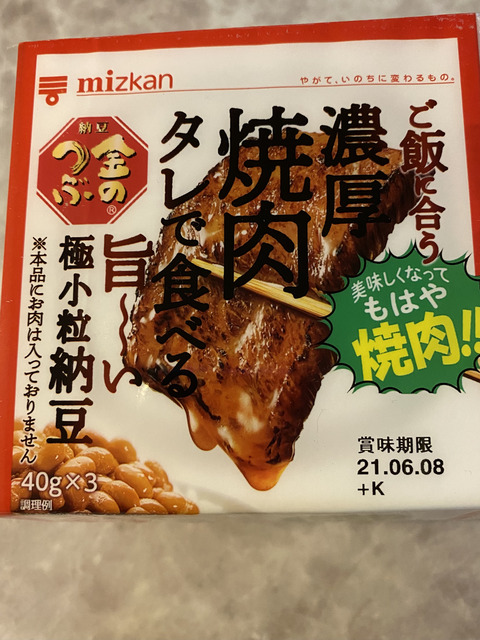 mizkan
やがて、いのちに変わるもの。
納豆
金の
つぶ®
ご飯に合う
濃厚
焼肉
タレで食べる
旨～い
極小粒納豆
※本品にお肉は入っておりません
美味しくなって
もはや
焼肉!!
賞味期限
21.06.08
+K
40g×3
調理例